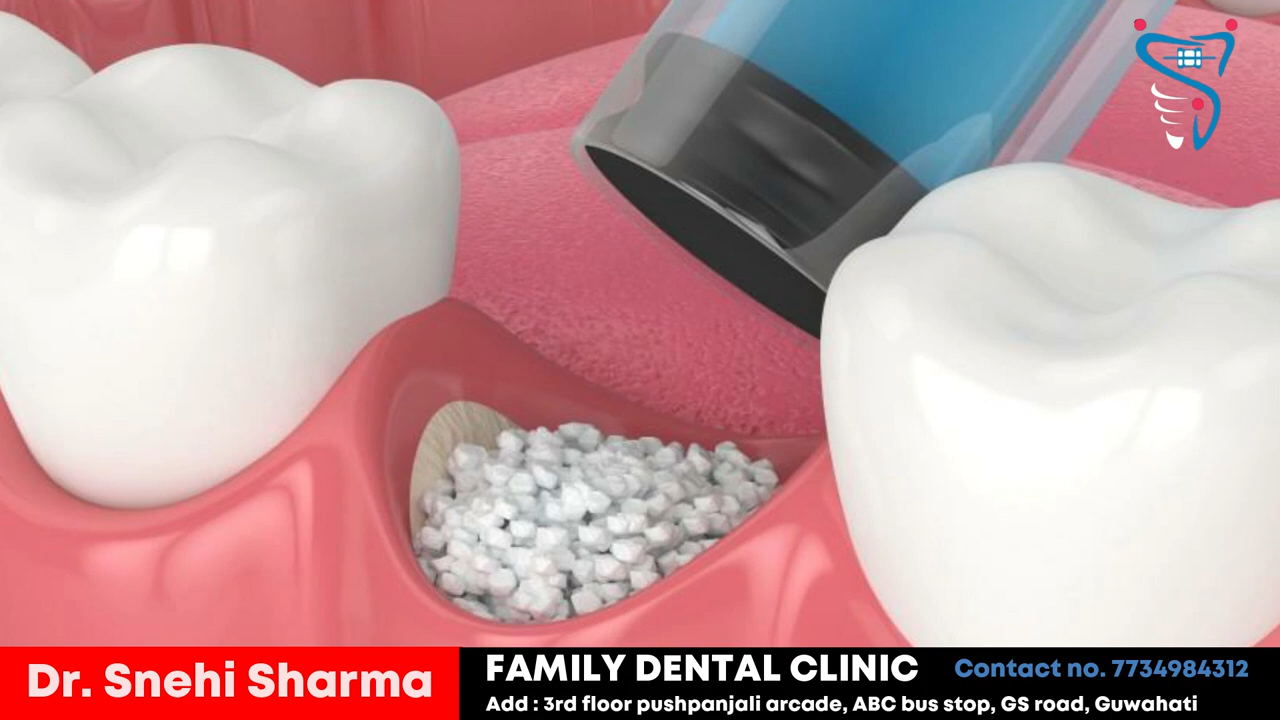 Dr. Snehi Sharma
FAMILY DENTAL CLINIC
Contact no. 7734984312
Add : 3rd floor pushpanjali arcade, ABC bus stop, GS road, Guwahati